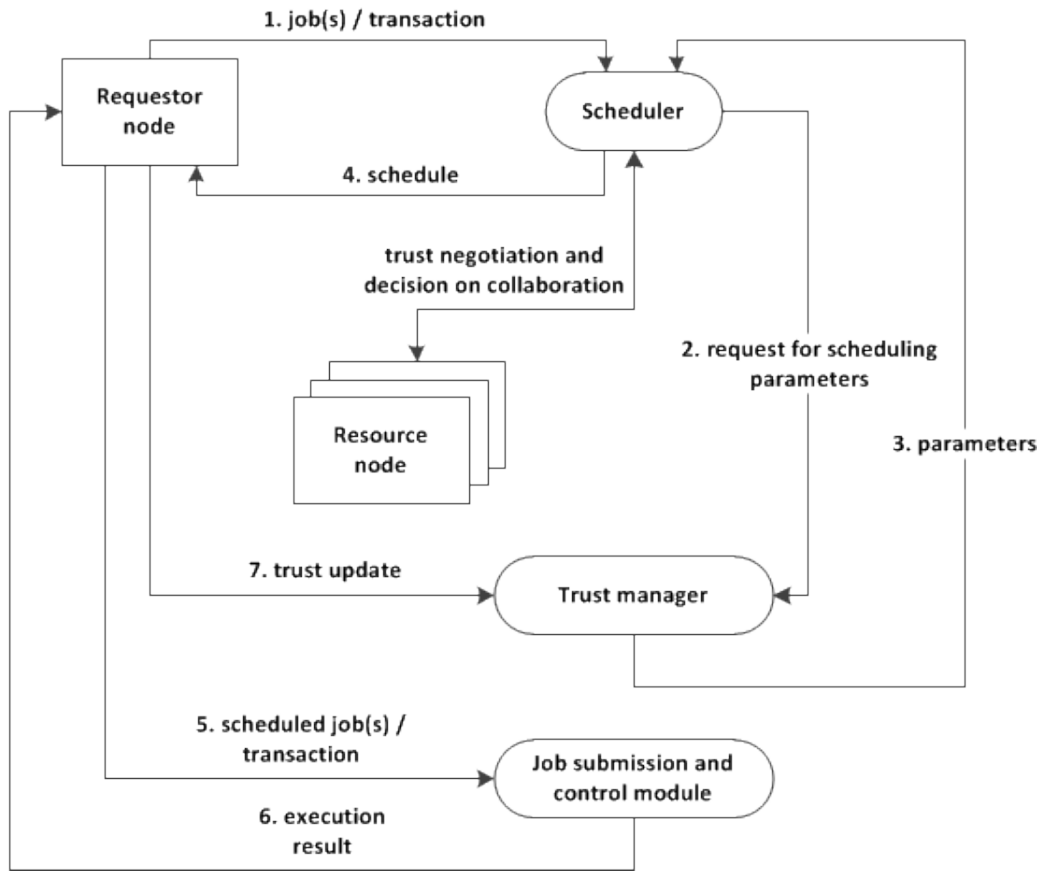 1. job(s) / transaction
Requestor
node
Scheduler
4. schedule
trust negotiation and
decision on collaboration
2. request for scheduling
parameters
3. parameters
Resource
node
7. trust update
Trust manager
5. scheduled job(s) /
transaction
Job submission and
control module
6. execution
result